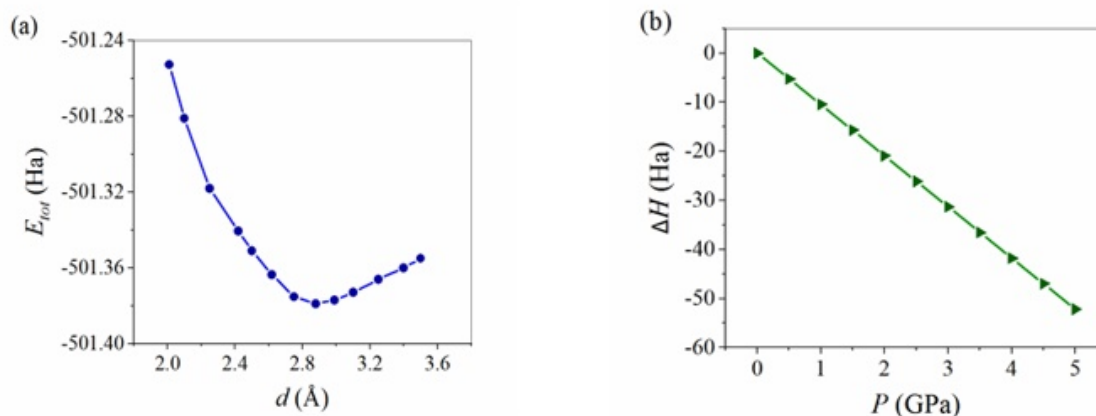 (a)
-501.24
-501.28
-501.32
-501.36
-501.40
E_tot (Ha)
2.0 2.4 2.8 3.2 3.6
d (Å)
(b)
0
-10
-20
-30
-40
-50
-60
ΔH (Ha)
0 1 2 3 4 5
P (GPa)